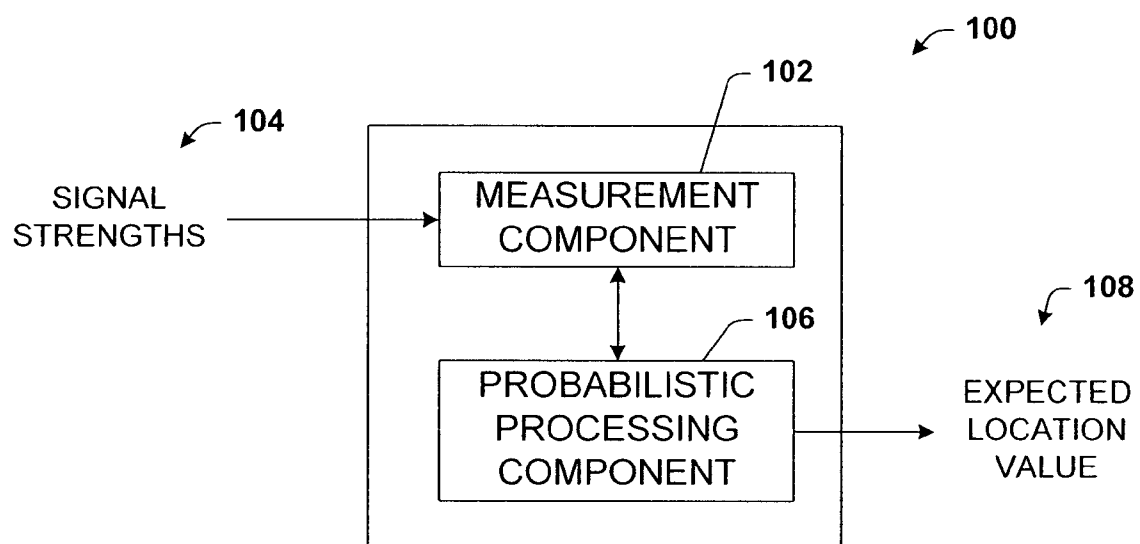 100
102
104
SIGNAL
STRENGTHS
MEASUREMENT
COMPONENT
106
108
PROBABILISTIC
PROCESSING
COMPONENT
EXPECTED
LOCATION
VALUE